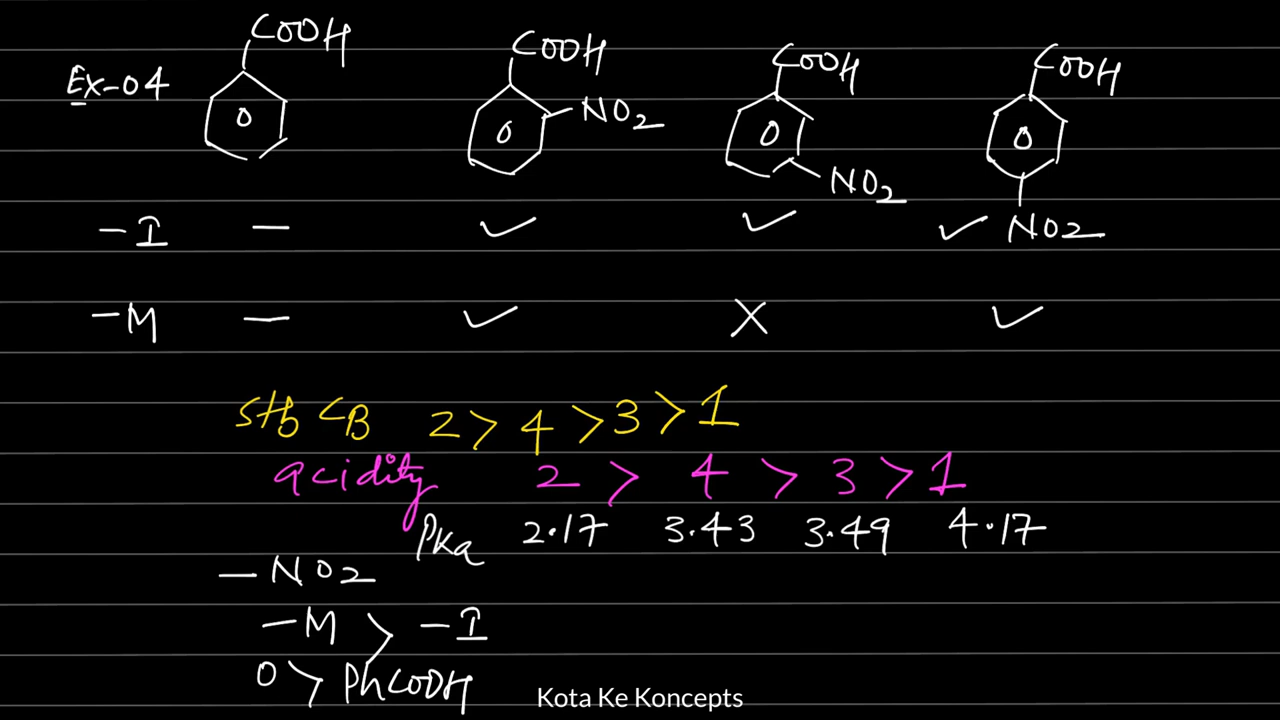 COOH COOH COOH COOH
Ex-04 O O NO2 O NO2 O
-I — ✓ ✓ ✓ NO2
-M — ✓ X ✓
Stb CB 2 > 4 > 3 > 1
acidity 2 > 4 > 3 > 1
Pka 2.17 3.43 3.49 4.17
-NO2
-M > -I
O > PhCOOH
Kota Ke Koncepts